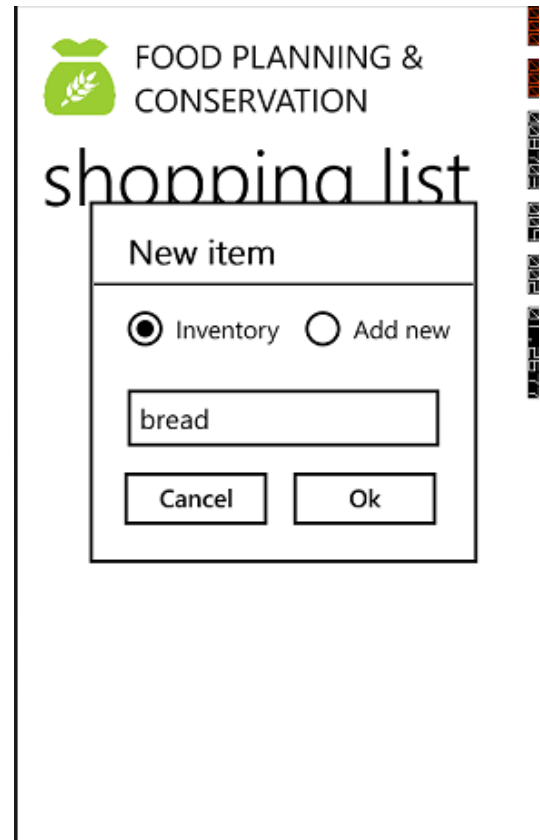 FOOD PLANNING &
CONSERVATION
shopping list
New item
Inventory Add new
bread
Cancel Ok